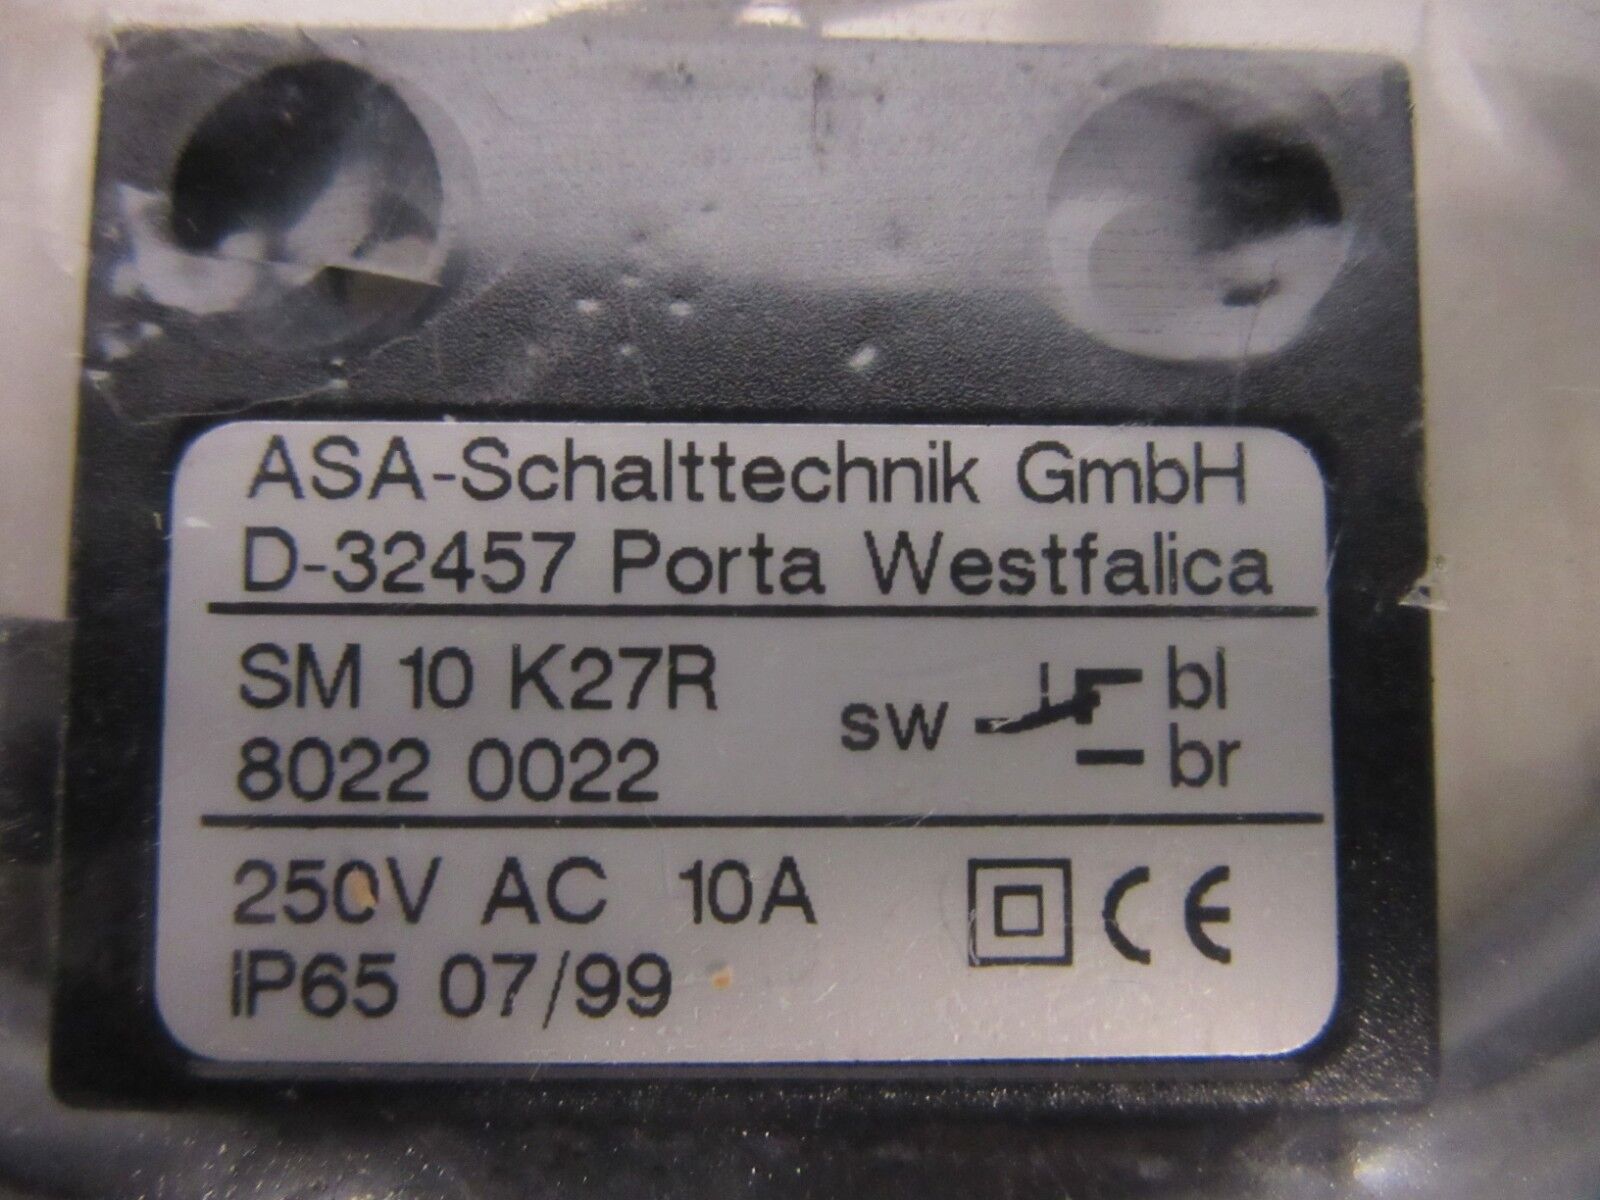 ASA-Schalttechnik GmbH
D-32457 Porta Westfalica
SM 10 K27R
8022 0022
sw
bl
br
250V AC 10A
CE
IP65 07/99